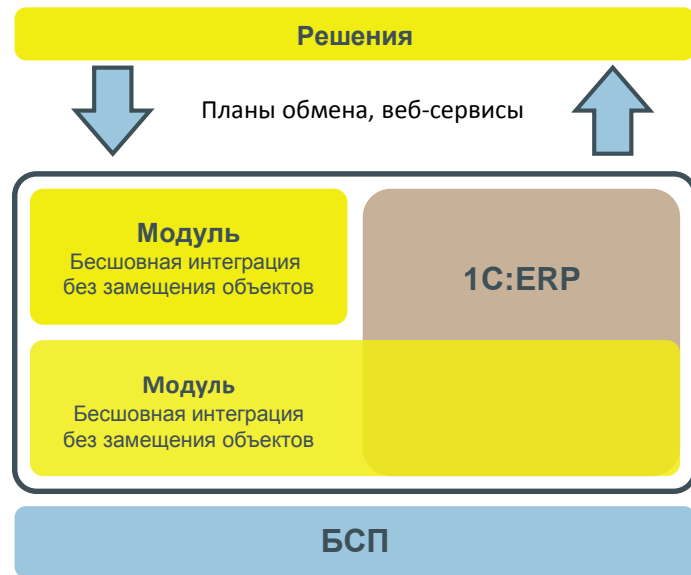 Решения
Планы обмена, веб-сервисы
Модуль
Бесшовная интеграция
без замещения объектов
1С:ERP
Модуль
Бесшовная интеграция
без замещения объектов
БСП